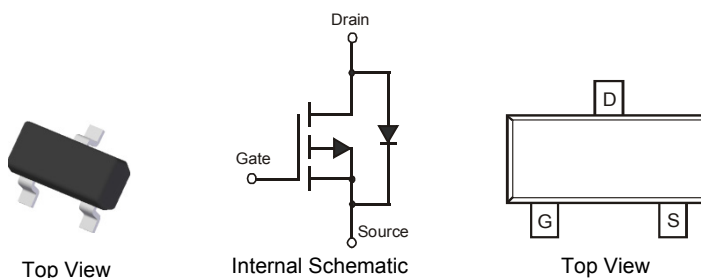 Drain
Gate
Source
D
G
S
Top View
Internal Schematic
Top View